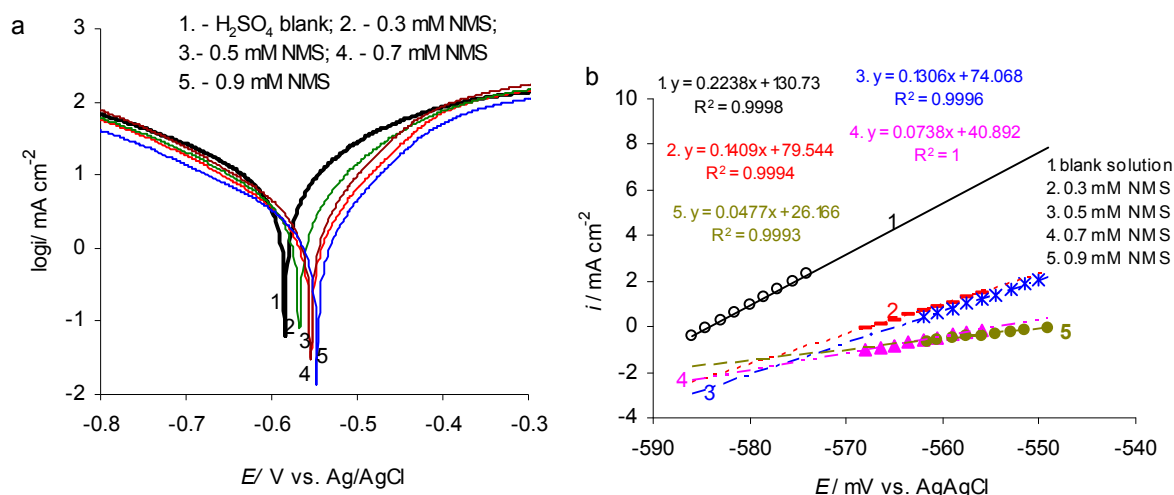 a
1. - H₂SO₄ blank; 2. - 0.3 mM NMS;
3.- 0.5 mM NMS; 4. - 0.7 mM NMS
5. - 0.9 mM NMS
3
2
1
0
-1
-2
logi/ mA cm⁻²
1
2
3
4
5
-0.8 -0.7 -0.6 -0.5 -0.4 -0.3
E/ V vs. Ag/AgCl
b
1. y = 0.2238x + 130.73
R² = 0.9998
3. y = 0.1306x + 74.068
R² = 0.9996
2. y = 0.1409x + 79.544
R² = 0.9994
4. y = 0.0738x + 40.892
R² = 1
5. y = 0.0477x + 26.166
R² = 0.9993
1. blank solution
2. 0.3 mM NMS
3. 0.5 mM NMS
4. 0.7 mM NMS
5. 0.9 mM NMS
10
8
6
4
2
0
-2
-4
i / mA cm⁻²
1
2
5
4
3
-590 -580 -570 -560 -550 -540
E / mV vs. AgAgCl